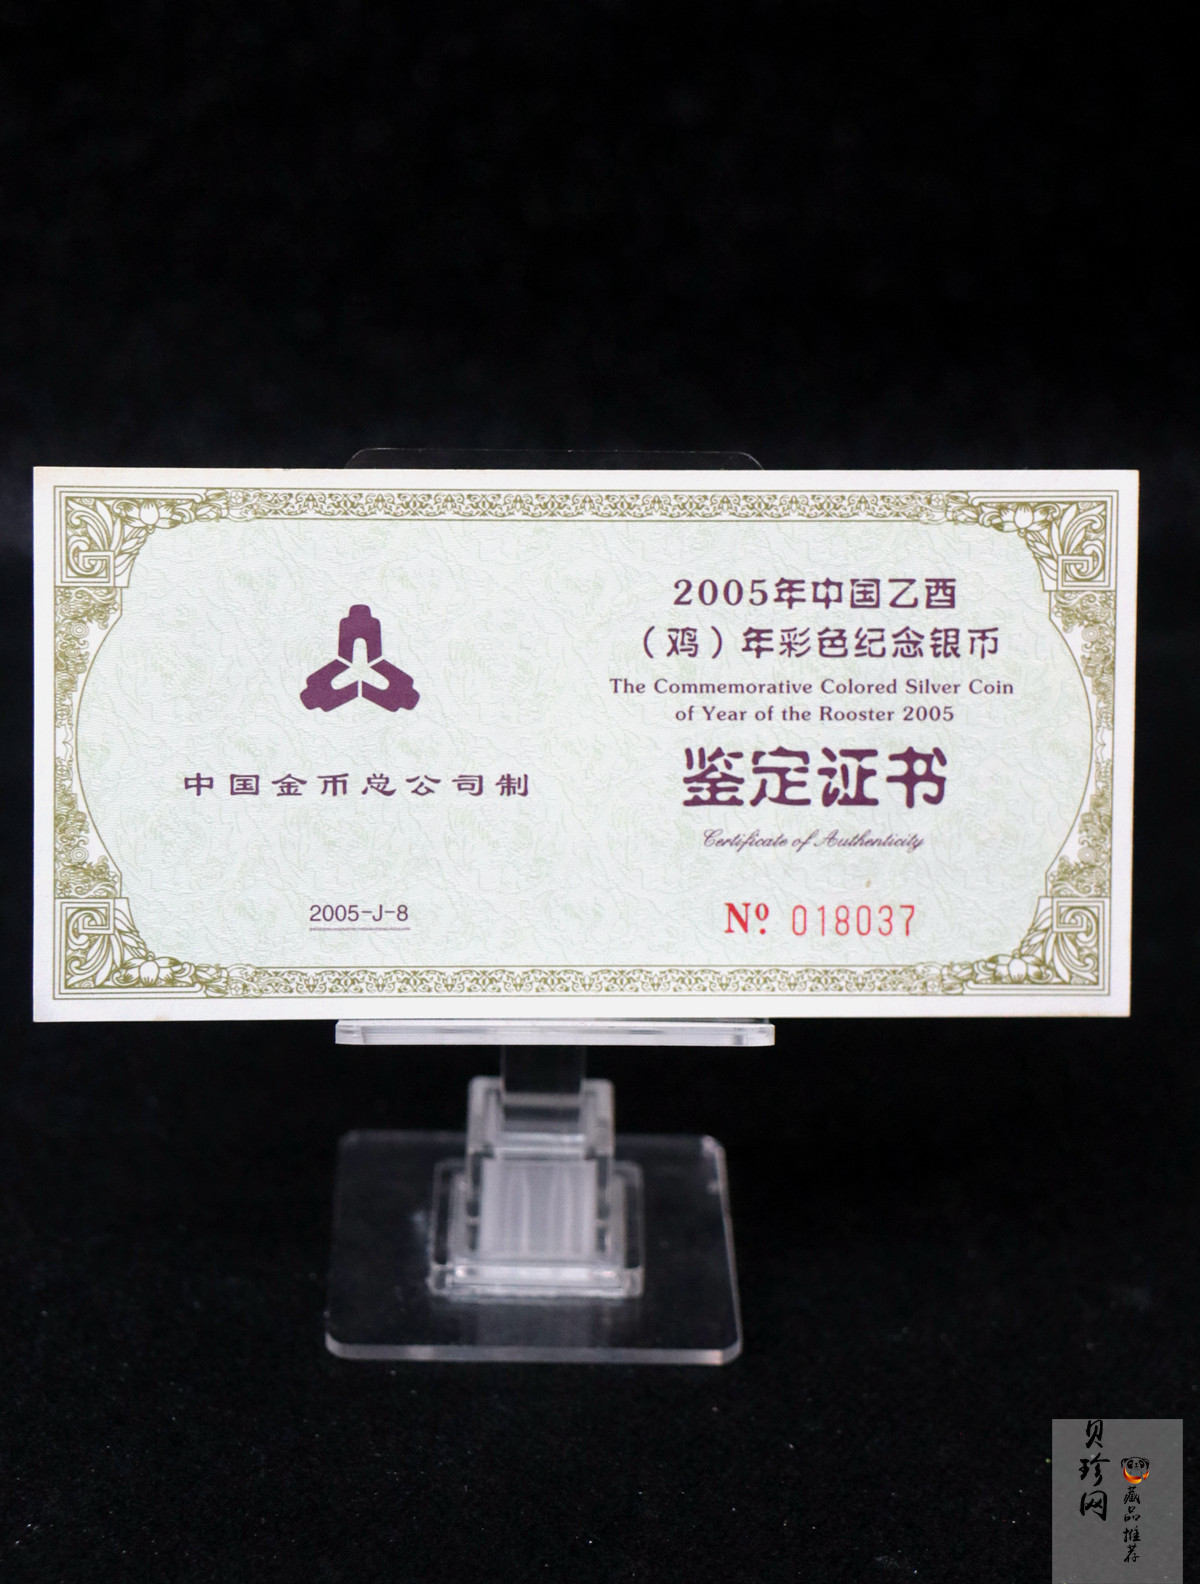 中国金币总公司制
2005-J-8
2005年中国乙酉
（鸡）年彩色纪念银币
The Commemorative Colored Silver Coin
of Year of the Rooster 2005
鉴定证书
Certificate of Authenticity
Nº 018037
贝珍网
藏品推荐